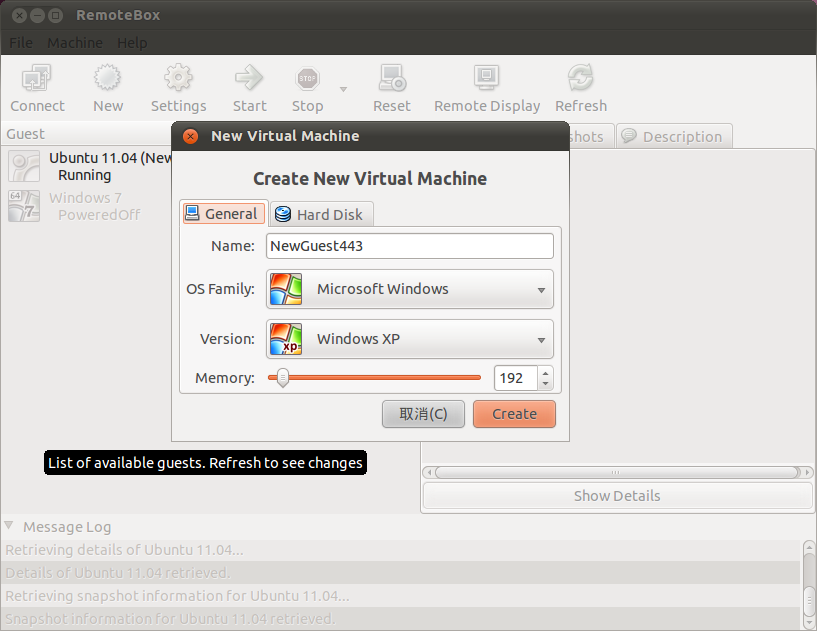 RemoteBox
File Machine Help
Connect New Settings Start Stop Reset Remote Display Refresh
STOP
Guest
shots Description
Ubuntu 11.04 (New
Running
64
7
Windows 7
PoweredOff
New Virtual Machine
Create New Virtual Machine
General Hard Disk
Name: NewGuest443
OS Family: Microsoft Windows
Version: xp Windows XP
Memory: 192
取消(C) Create
List of available guests. Refresh to see changes
Show Details
Message Log
Retrieving details of Ubuntu 11.04...
Details of Ubuntu 11.04 retrieved.
Retrieving snapshot information for Ubuntu 11.04...
Snapshot information for Ubuntu 11.04 retrieved.